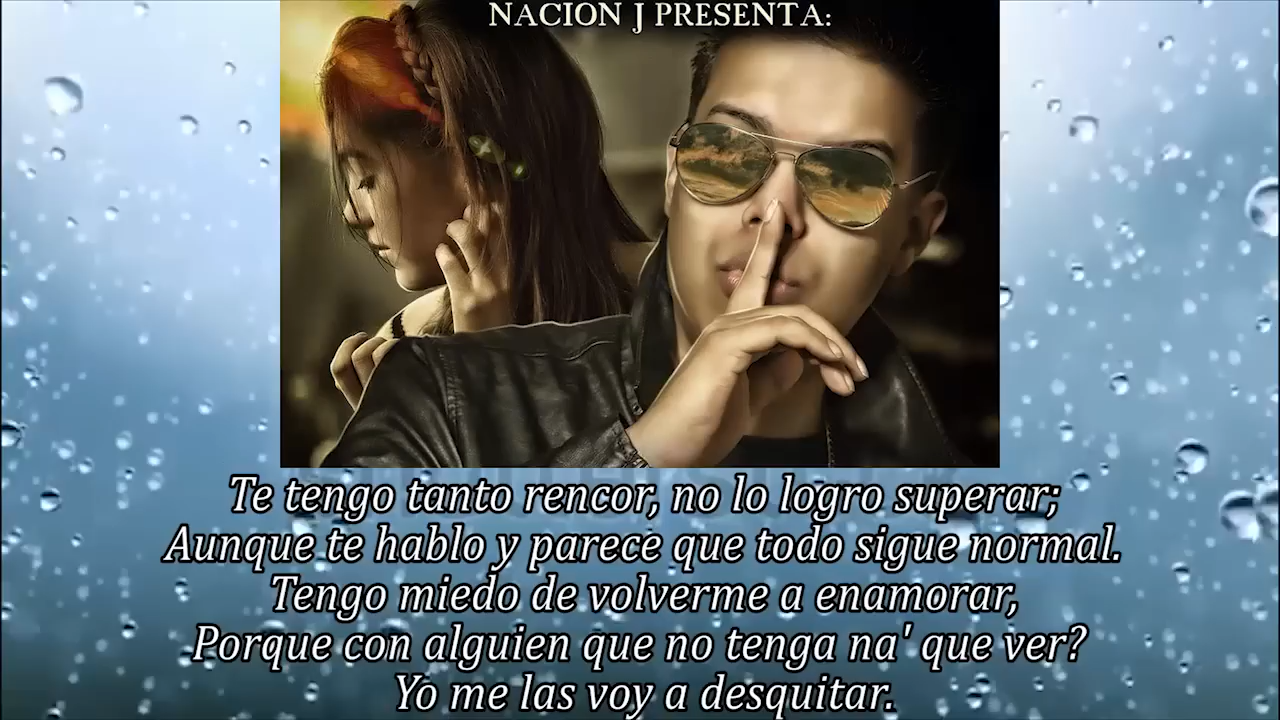 NACION J PRESENTA:
Te tengo tanto rencor, no lo logro superar;
Aunque te hablo y parece que todo sigue normal.
Tengo miedo de volverme a enamorar,
Porque con alguien que no tenga na' que ver?
Yo me las voy a desquitar.